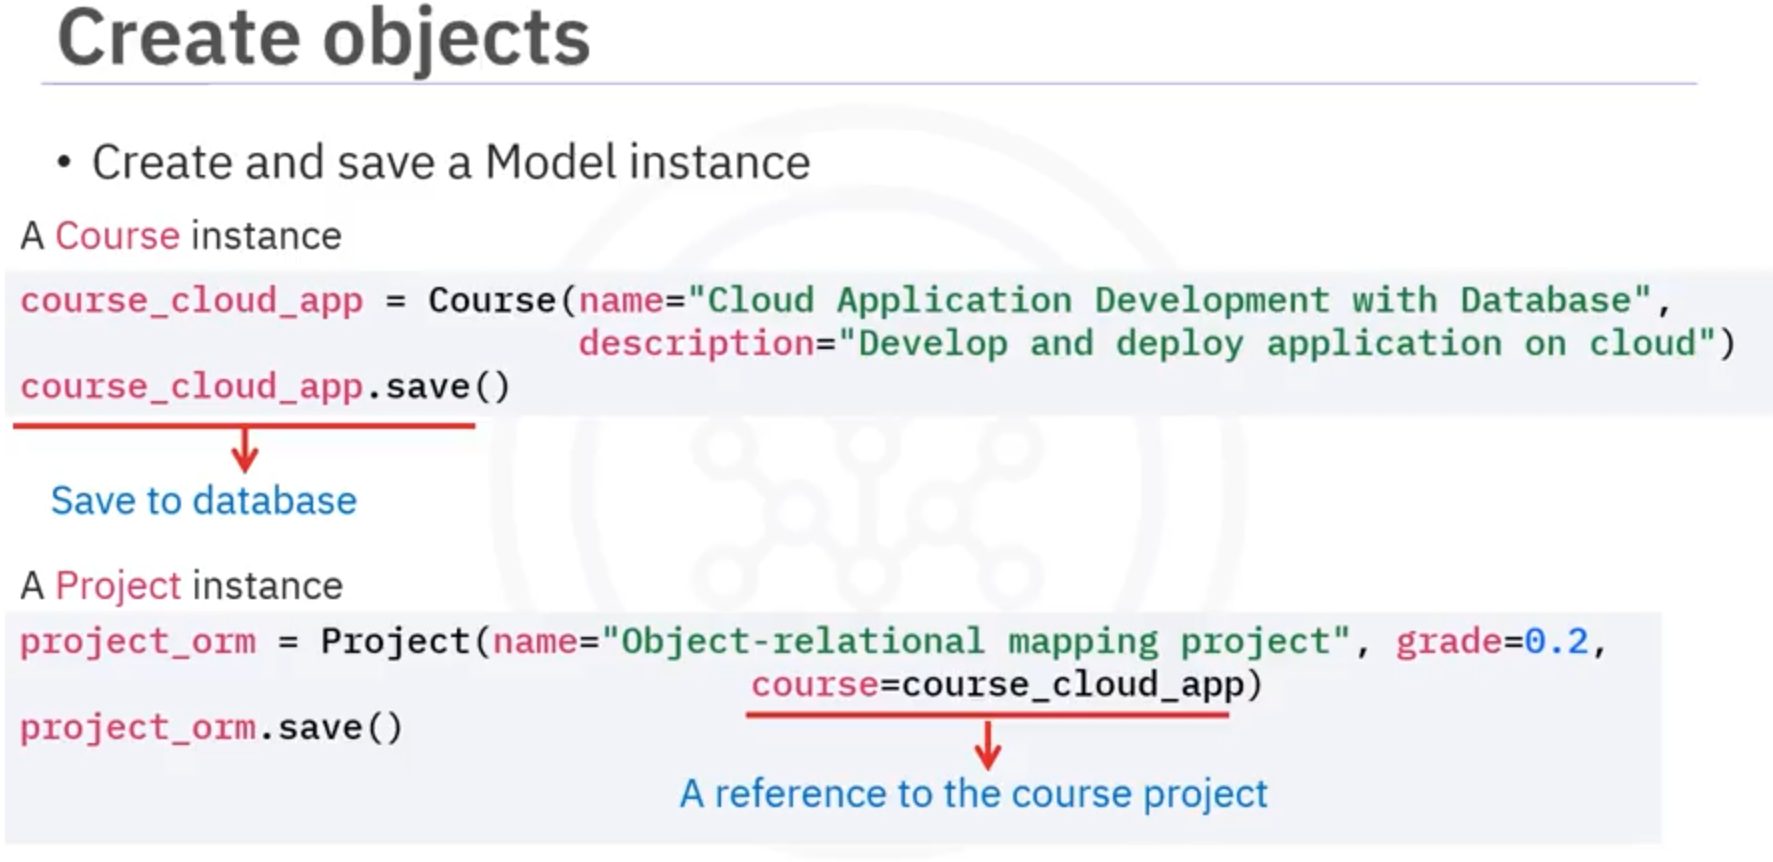 Create objects
• Create and save a Model instance
A Course instance
course_cloud_app = Course(name="Cloud Application Development with Database",
description="Develop and deploy application on cloud")
course_cloud_app.save()
Save to database
A Project instance
project_orm = Project(name="Object-relational mapping project", grade=0.2,
course=course_cloud_app)
project_orm.save()
A reference to the course project